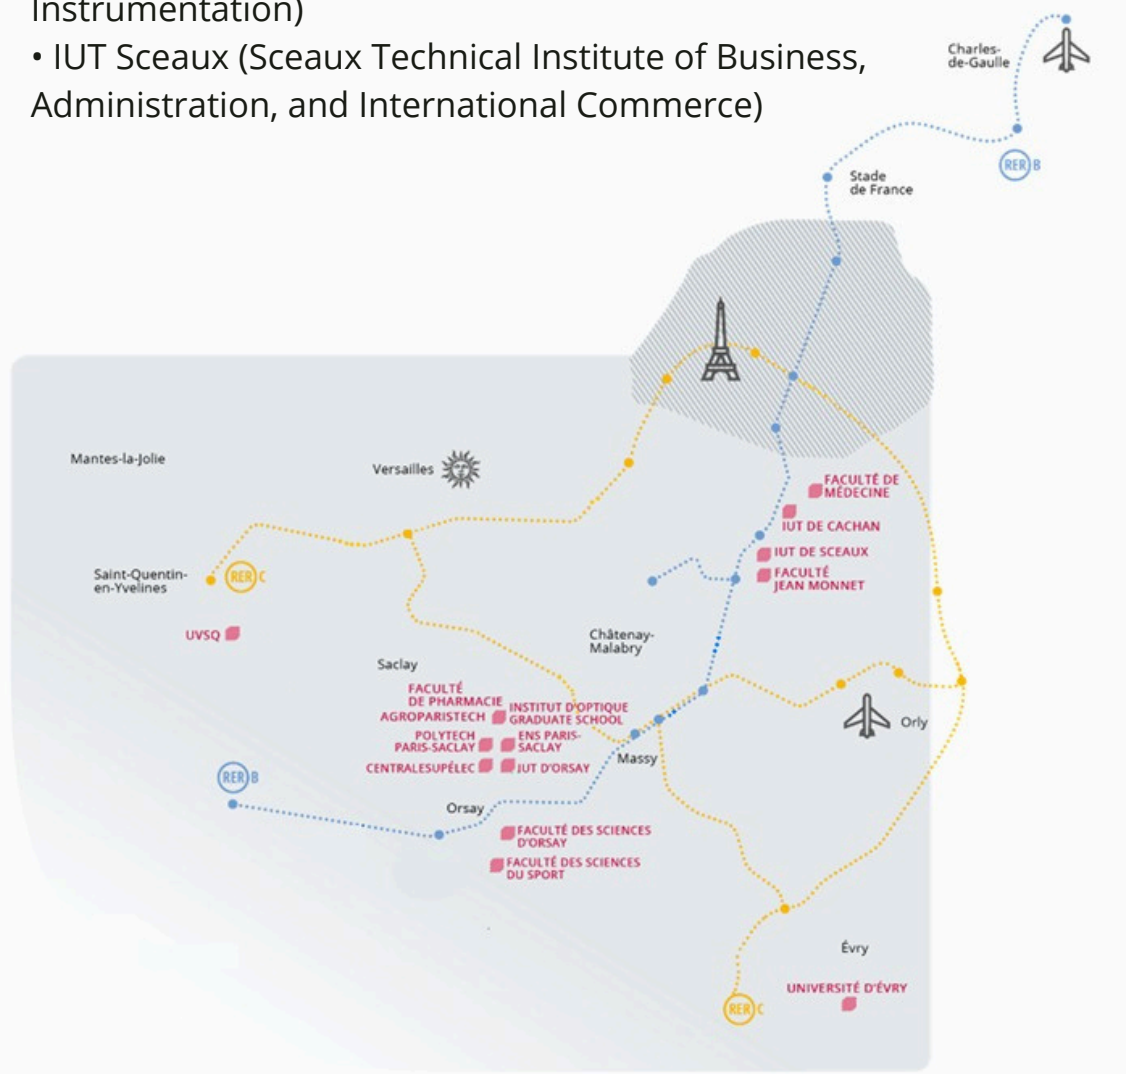 Instrumentation)
• IUT Sceaux (Sceaux Technical Institute of Business,
Administration, and International Commerce)
Charles-
de-Gaulle
RER B
Stade
de France
Mantes-la-Jolie
Versailles
FACULTÉ DE
MÉDECINE
IUT DE CACHAN
IUT DE SCEAUX
FACULTÉ
JEAN MONNET
Saint-Quentin-
en-Yvelines
RER C
UVSQ
Châtenay-
Malabry
Saclay
FACULTÉ
DE PHARMACIE
AGROPARISTECH
INSTITUT D'OPTIQUE
GRADUATE SCHOOL
POLYTECH
PARIS-SACLAY
ENS PARIS-
SACLAY
CENTRALESUPÉLEC
IUT D'ORSAY
Orly
Massy
RER B
Orsay
FACULTÉ DES SCIENCES
D'ORSAY
FACULTÉ DES SCIENCES
DU SPORT
Évry
UNIVERSITÉ D'ÉVRY
RER C